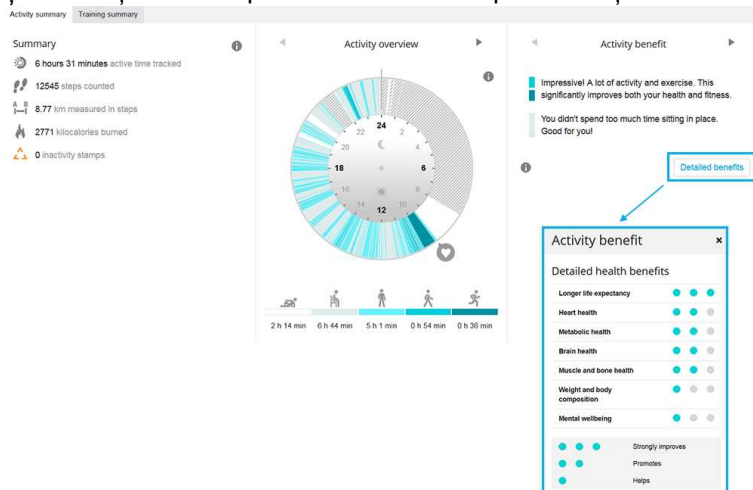 Activity summary Training summary
Summary
6 hours 31 minutes active time tracked
12545 steps counted
A B
8.77 km measured in steps
2771 kilocalories burned
0 inactivity stamps
Activity overview
24
22 2
20 4
18 6
16 8
14 10
12
2 h 14 min 6 h 44 min 5 h 1 min 0 h 54 min 0 h 36 min
Activity benefit
Impressive! A lot of activity and exercise. This
significantly improves both your health and fitness.
You didn't spend too much time sitting in place.
Good for you!
Detailed benefits
Activity benefit x
Detailed health benefits
Longer life expectancy
Heart health
Metabolic health
Brain health
Muscle and bone health
Weight and body
composition
Mental wellbeing
Strongly improves
Promotes
Helps